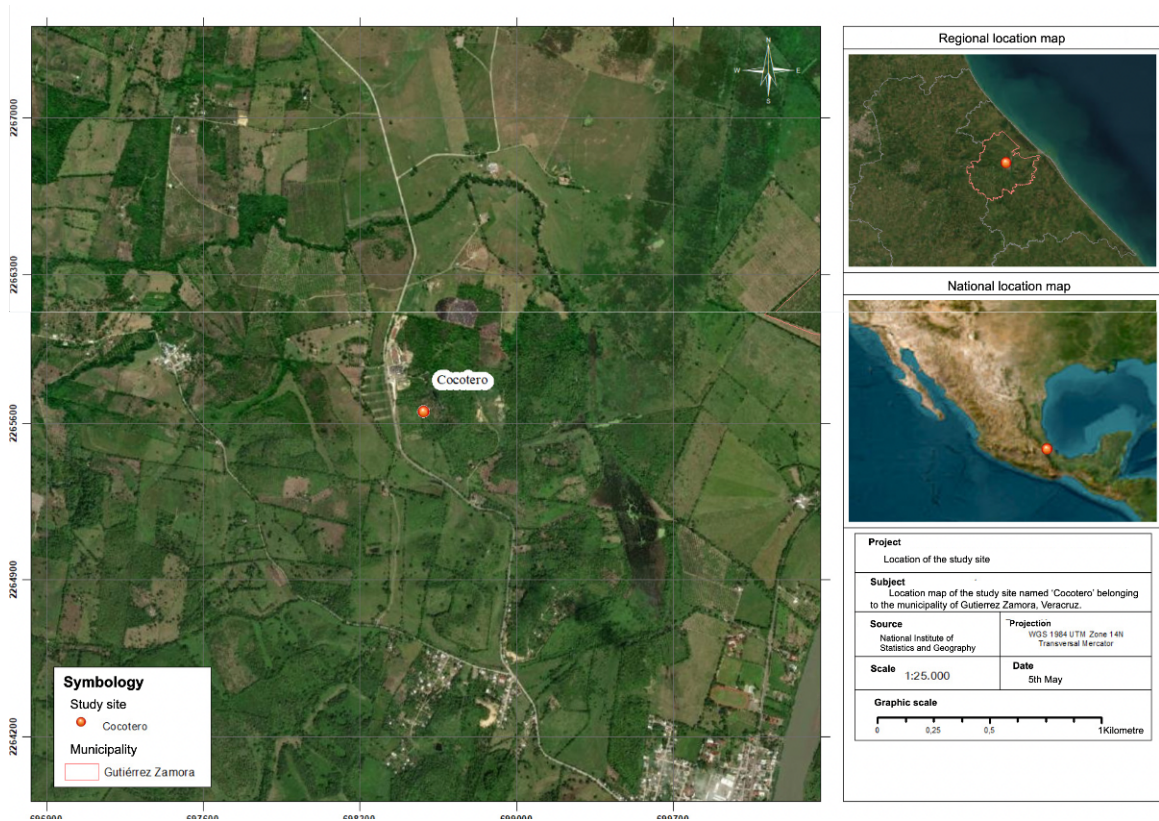 N
W
E
S
2267000
2266300
2265600
2264900
2264200
Cocotero
Symbology
Study site
Cocotero
Municipality
Gutiérrez Zamora
697600
698300
699000
699700
Regional location map
National location map
Project
Location of the study site
Subject
Location map of the study site named 'Cocotero' belonging
to the municipality of Gutierrez Zamora, Veracruz.
Source
National Institute of
Statistics and Geography
Projection
WGS 1984 UTM Zone 14N
Transversal Mercator
Scale
1:25.000
Date
5th May
Graphic scale
0
0,25
0,5
1Kilometre